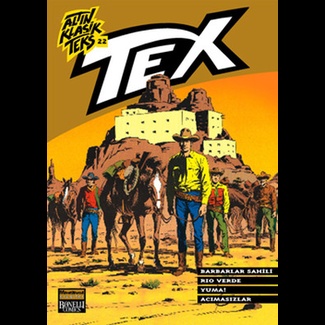 ALTIN
KLASİK
TEKS 22
TEX
BARBARLAR SAHİLİ
RIO VERDE
YUMA!
ACIMASIZLAR
BONELLI
COMICS